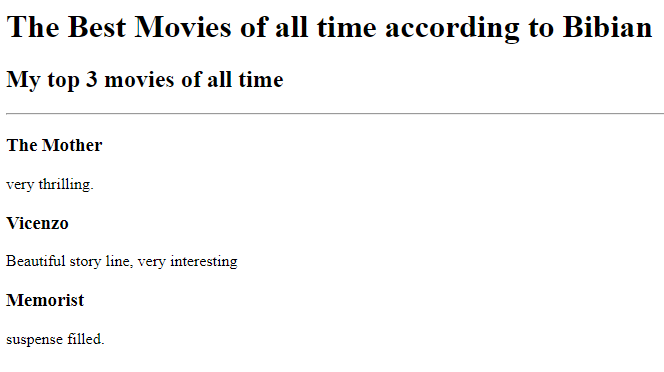 The Best Movies of all time according to Bibian
My top 3 movies of all time
The Mother
very thrilling.
Vicenzo
Beautiful story line, very interesting
Memorist
suspense filled.